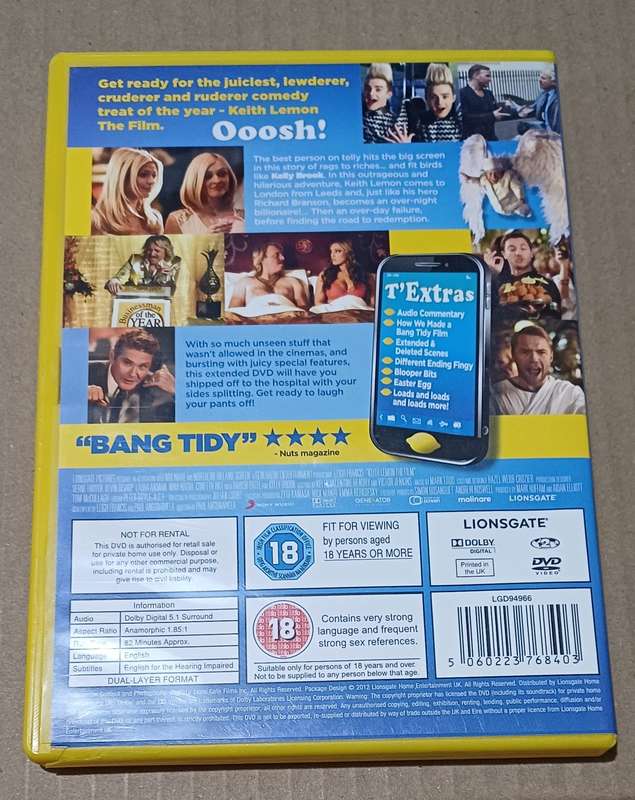 Get ready for the juiciest, lewderer,
cruderer and ruderer comedy
treat of the year - Keith Lemon
The Film. Ooosh!
The best person on telly hits the big screen
in this story of rags to riches... and fit birds
like Kelly Brook. In this outrageous and
hilarious adventure, Keith Lemon comes to
London from Leeds and, just like his hero
Richard Branson, becomes an over-night
billionaire!... Then an over-day failure,
before finding the road to redemption.
Businessman
of the
YEAR
T'Extras
Audio Commentary
How We Made a
Bang Tidy Film
Extended &
Deleted Scenes
Different Ending Fingy
Blooper Bits
Easter Egg
Loads and loads
and loads more!
With so much unseen stuff that
wasn't allowed in the cinemas, and
bursting with juicy special features,
this extended DVD will have you
shipped off to the hospital with your
sides splitting. Get ready to laugh
your pants off!
"BANG TIDY"
- Nuts magazine
molinare LIONSGATE
NOT FOR RENTAL
This DVD is authorised for retail sale
for private home use only. Disposal or
use for any other commercial purpose,
including rental is prohibited and may
give rise to civil liability.
18
FIT FOR VIEWING
by persons aged
18 YEARS OR MORE
LIONSGATE
DOLBY
DIGITAL
Printed in
the UK
DVD
VIDEO
Information
Audio Dolby Digital 5.1 Surround
Aspect Ratio Anamorphic 1.85:1
82 Minutes Approx.
Language English
Subtitles English for the Hearing Impaired
DUAL-LAYER FORMAT
18
Contains very strong
language and frequent
strong sex references.
Suitable only for persons of 18 years and over.
Not to be supplied to any person below that age.
LGD94966
5 060223 768403